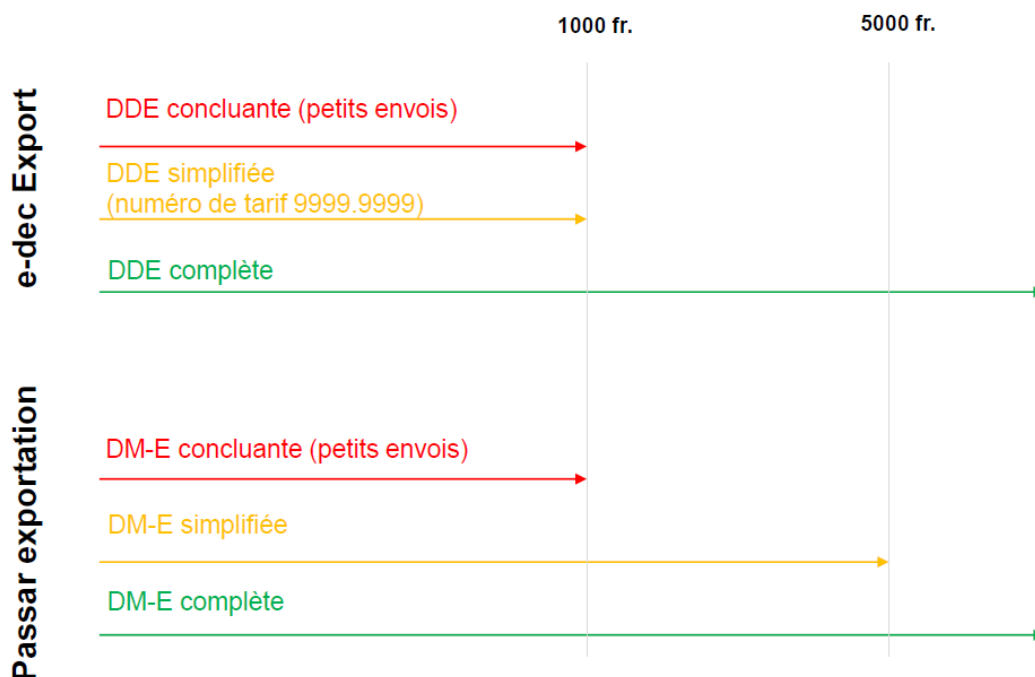 1000 fr.
5000 fr.
e-dec Export
DDE concluante (petits envois)
DDE simplifiée
(numéro de tarif 9999.9999)
DDE complète
Passar exportation
DM-E concluante (petits envois)
DM-E simplifiée
DM-E complète